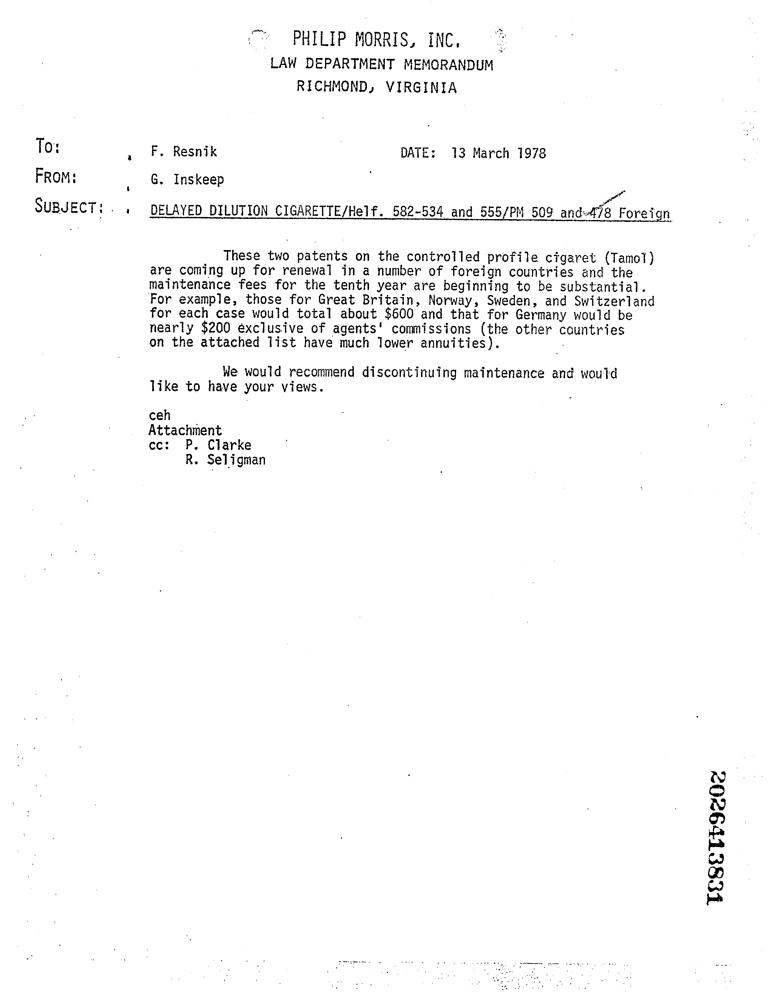 PHILIP MORRIS, INC.
LAW DEPARTMENT MEMORANDUM
RICHMOND, VIRGINIA
TO: F. Resnik DATE: 13 March 1978
FROM: G. Inskeep
SUBJECT: DELAYED DILUTION CIGARETTE/Helf. 582-534 and 555/PM 509 and 478 Foreign
These two patents on the controlled profile cigaret (Tamol)
are coming up for renewal in a number of foreign countries and the
maintenance fees for the tenth year are beginning to be substantial.
For example, those for Great Britain, Norway, Sweden, and Switzerland
for each case would total about $600 and that for Germany would be
nearly $200 exclusive of agents' commissions (the other countries
on the attached list have much lower annuities).
We would recommend discontinuing maintenance and would
like to have your views.
ceh
Attachment
cc: P. Clarke
R. Seligman
2026413831